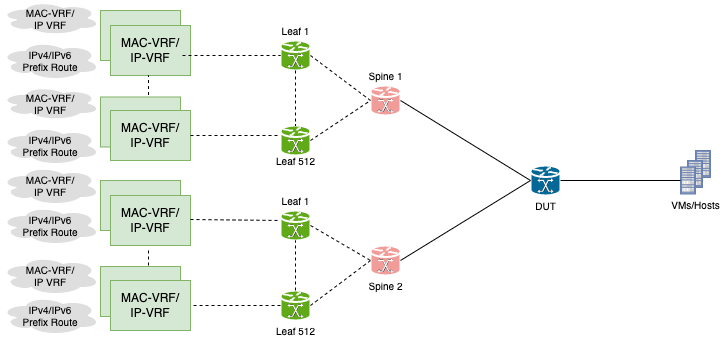 MAC-VRF/
IP VRF
IPv4/IPv6
Prefix Route
MAC-VRF/
IP-VRF
Leaf 1
Spine 1
MAC-VRF/
IP VRF
IPv4/IPv6
Prefix Route
MAC-VRF/
IP-VRF
Leaf 512
MAC-VRF/
IP VRF
IPv4/IPv6
Prefix Route
MAC-VRF/
IP-VRF
Leaf 1
DUT
VMs/Hosts
MAC-VRF/
IP VRF
IPv4/IPv6
Prefix Route
MAC-VRF/
IP-VRF
Leaf 512
Spine 2